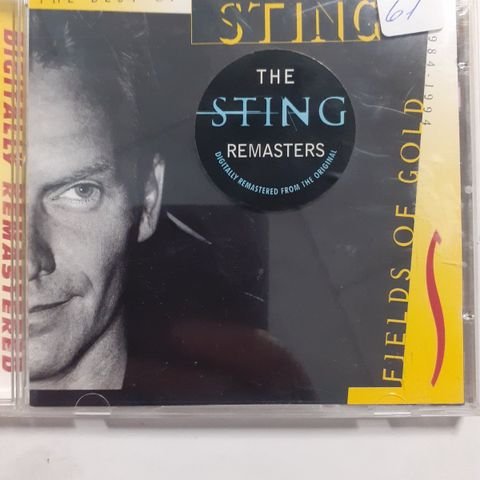 THE BEST OF
STING
61
1984-1994
THE
STING
REMASTERS
DIGITALLY REMASTERED FROM THE ORIGINAL
FIELDS OF GOLD
DIGITALLY REMASTERED